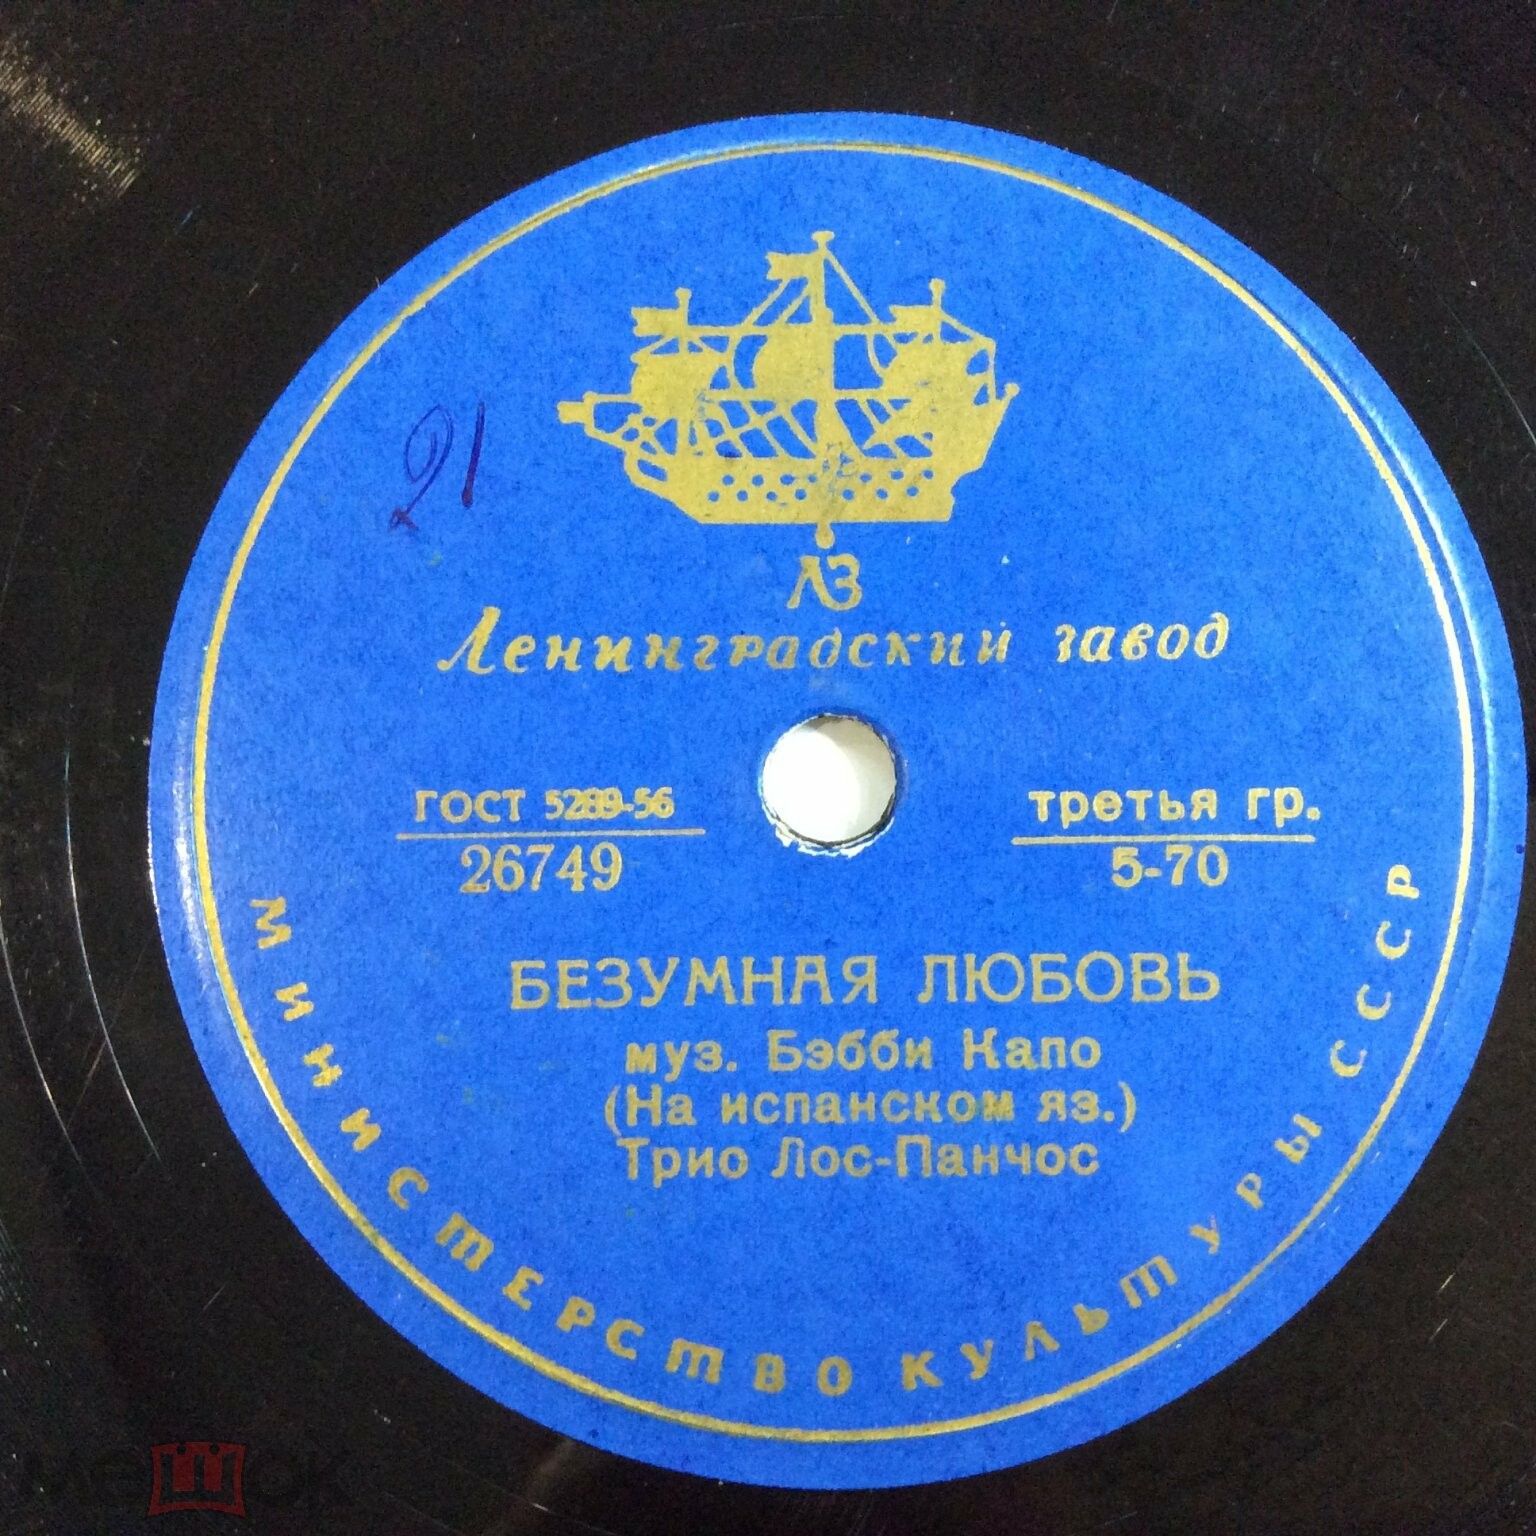 21
ЛЗ
Ленинградский завод
ГОСТ 5289-56
26749
третья гр.
5-70
БЕЗУМНАЯ ЛЮБОВЬ
муз. Бэбби Капо
(На испанском яз.)
Трио Лос-Панчос
МИНИСТЕРСТВО КУЛЬТУРЫ СССР
мешок